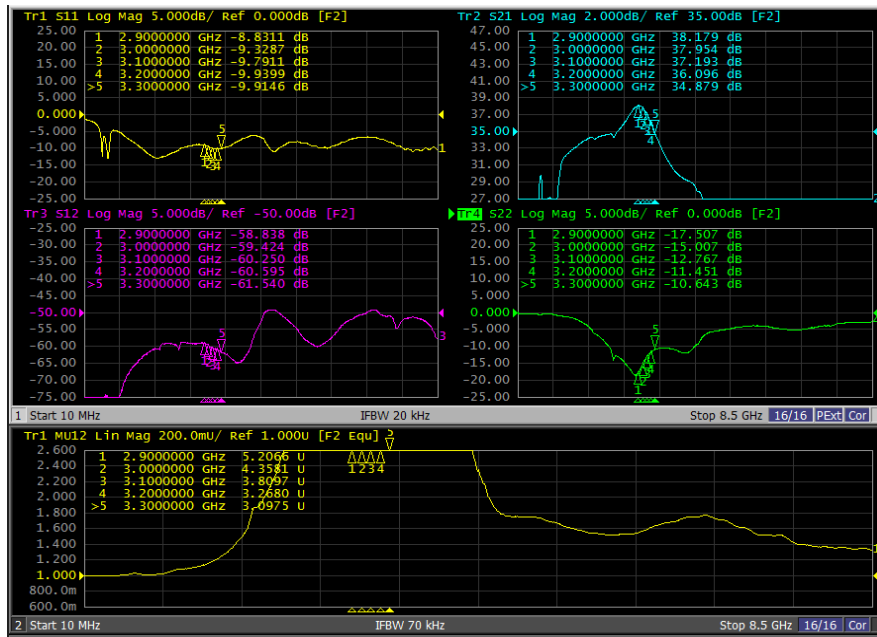 Tr1 S11 Log Mag 5.000dB/ Ref 0.000dB [F2]
25.00
20.00
15.00
10.00
5.000
0.000
-5.000
-10.00
-15.00
-20.00
-25.00
1 2.9000000 GHz -8.8311 dB
2 3.0000000 GHz -9.3287 dB
3 3.1000000 GHz -9.7911 dB
4 3.2000000 GHz -9.9399 dB
>5 3.3000000 GHz -9.9146 dB
5
1
Tr2 S21 Log Mag 2.000dB/ Ref 35.00dB [F2]
47.00
45.00
43.00
41.00
39.00
37.00
35.00
33.00
31.00
29.00
27.00
1 2.9000000 GHz 38.179 dB
2 3.0000000 GHz 37.954 dB
3 3.1000000 GHz 37.193 dB
4 3.2000000 GHz 36.096 dB
>5 3.3000000 GHz 34.879 dB
5
4
Tr3 S12 Log Mag 5.000dB/ Ref -50.00dB [F2]
-25.00
-30.00
-35.00
-40.00
-45.00
-50.00
-55.00
-60.00
-65.00
-70.00
-75.00
1 2.9000000 GHz -58.838 dB
2 3.0000000 GHz -59.424 dB
3 3.1000000 GHz -60.250 dB
4 3.2000000 GHz -60.595 dB
>5 3.3000000 GHz -61.540 dB
5
3
Tr4 S22 Log Mag 5.000dB/ Ref 0.000dB [F2]
25.00
20.00
15.00
10.00
5.000
0.000
-5.000
-10.00
-15.00
-20.00
-25.00
1 2.9000000 GHz -17.507 dB
2 3.0000000 GHz -15.007 dB
3 3.1000000 GHz -12.767 dB
4 3.2000000 GHz -11.451 dB
>5 3.3000000 GHz -10.643 dB
5
1
1 Start 10 MHz IFBW 20 kHz Stop 8.5 GHz 16/16 PExt Cor
Tr1 MU12 Lin Mag 200.0mU/ Ref 1.000U [F2 Equ] 5
2.600
2.400
2.200
2.000
1.800
1.600
1.400
1.200
1.000
800.0m
600.0m
1 2.9000000 GHz 5.2066 U
2 3.0000000 GHz 4.3581 U
3 3.1000000 GHz 3.8097 U
4 3.2000000 GHz 3.2680 U
>5 3.3000000 GHz 3.0975 U
1 2 3 4
1
2 Start 10 MHz IFBW 70 kHz Stop 8.5 GHz 16/16 Cor